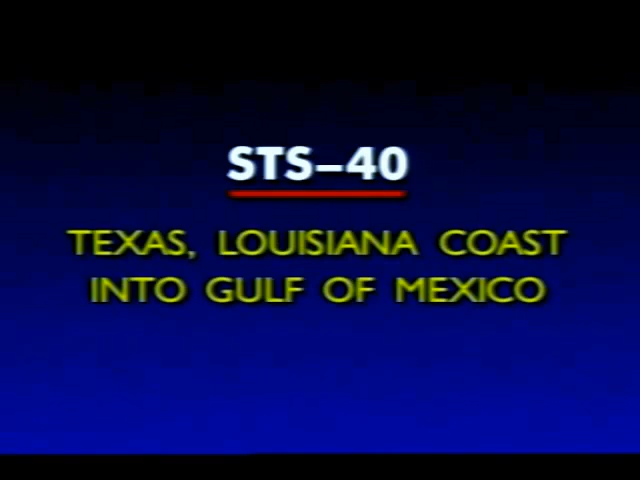 STS–40
TEXAS, LOUISIANA COAST
INTO GULF OF MEXICO